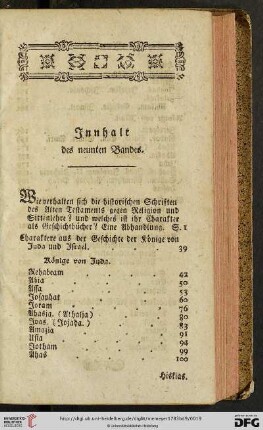 Innhalt
des neunten Bandes.
Wie verhalten sich die historischen Schriften
des Alten Testaments gegen Religion und
Sittenlehre? und welches ist ihr Charakter
als Geschichtbücher? Eine Abhandlung. S. 1
Charaktere aus der Geschichte der Könige von
Juda und Israel. 39
Könige von Juda.
Rehabeam 42
Abia 50
Assa 53
Josaphat 60
Joram 76
Ahasja. (Athalja) 80
Joas. (Jojada.) 83
Amazia 91
Usia 94
Jotham 99
Ahas 100
Hiskias.